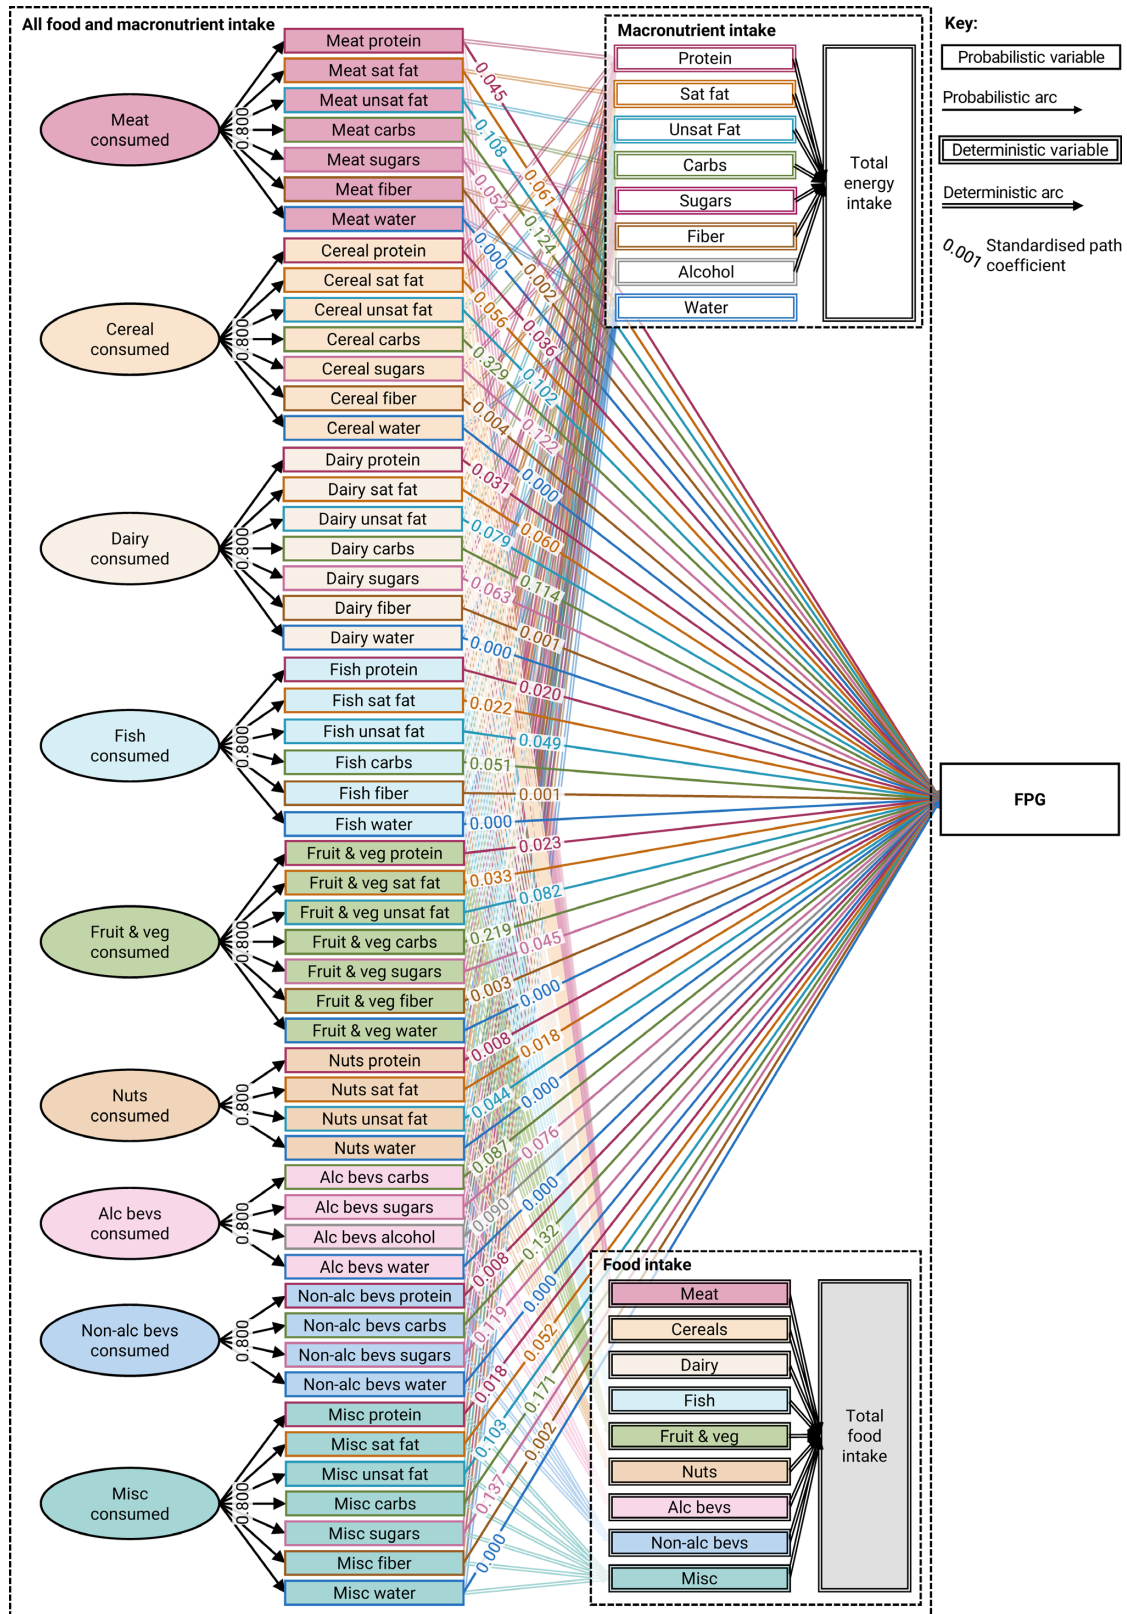 All food and macronutrient intake
Meat
consumed
0.800
Meat protein
Meat sat fat
Meat unsat fat
Meat carbs
Meat sugars
Meat fiber
Meat water
0.045
0.061
0.108
0.124
0.052
0.002
0.000
Cereal
consumed
0.800
Cereal protein
Cereal sat fat
Cereal unsat fat
Cereal carbs
Cereal sugars
Cereal fiber
Cereal water
0.036
0.056
0.102
0.329
0.122
0.004
0.000
Dairy
consumed
0.800
Dairy protein
Dairy sat fat
Dairy unsat fat
Dairy carbs
Dairy sugars
Dairy fiber
Dairy water
0.031
0.060
0.079
0.114
0.063
0.001
0.000
Fish
consumed
0.800
Fish protein
Fish sat fat
Fish unsat fat
Fish carbs
Fish fiber
Fish water
0.020
0.022
0.049
0.051
0.001
0.000
Fruit & veg
consumed
0.800
Fruit & veg protein
Fruit & veg sat fat
Fruit & veg unsat fat
Fruit & veg carbs
Fruit & veg sugars
Fruit & veg fiber
Fruit & veg water
0.023
0.033
0.082
0.219
0.045
0.003
0.000
Nuts
consumed
0.800
Nuts protein
Nuts sat fat
Nuts unsat fat
Nuts water
0.008
0.018
0.044
0.000
Alc bevs
consumed
0.800
Alc bevs carbs
Alc bevs sugars
Alc bevs alcohol
Alc bevs water
0.087
0.076
0.090
0.000
Non-alc bevs
consumed
0.800
Non-alc bevs protein
Non-alc bevs carbs
Non-alc bevs sugars
Non-alc bevs water
0.008
0.132
0.119
0.000
Misc
consumed
0.800
Misc protein
Misc sat fat
Misc unsat fat
Misc carbs
Misc sugars
Misc fiber
Misc water
0.018
0.052
0.103
0.171
0.137
0.002
0.000
Macronutrient intake
Protein
Sat fat
Unsat Fat
Carbs
Sugars
Fiber
Alcohol
Water
Total
energy
intake
FPG
Food intake
Meat
Cereals
Dairy
Fish
Fruit & veg
Nuts
Alc bevs
Non-alc bevs
Misc
Total
food
intake
Key:
Probabilistic variable
Probabilistic arc
Deterministic variable
Deterministic arc
0.001
Standardised path
coefficient